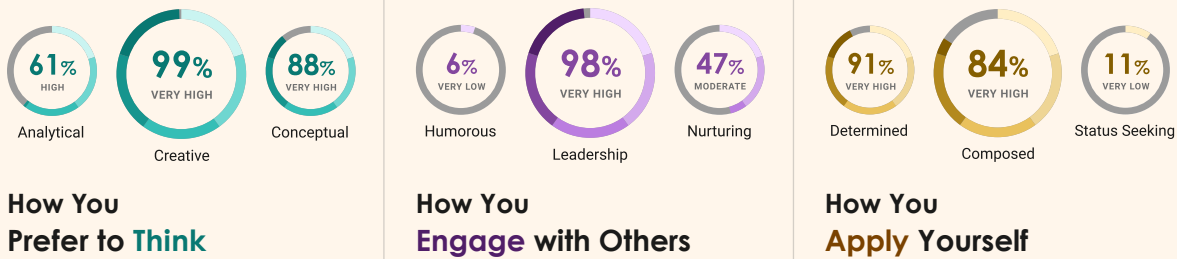 61%
HIGH
Analytical
99%
VERY HIGH
Creative
88%
VERY HIGH
Conceptual
How You
Prefer to Think
6%
VERY LOW
Humorous
98%
VERY HIGH
Leadership
47%
MODERATE
Nurturing
How You
Engage with Others
91%
VERY HIGH
Determined
84%
VERY HIGH
Composed
11%
VERY LOW
Status Seeking
How You
Apply Yourself